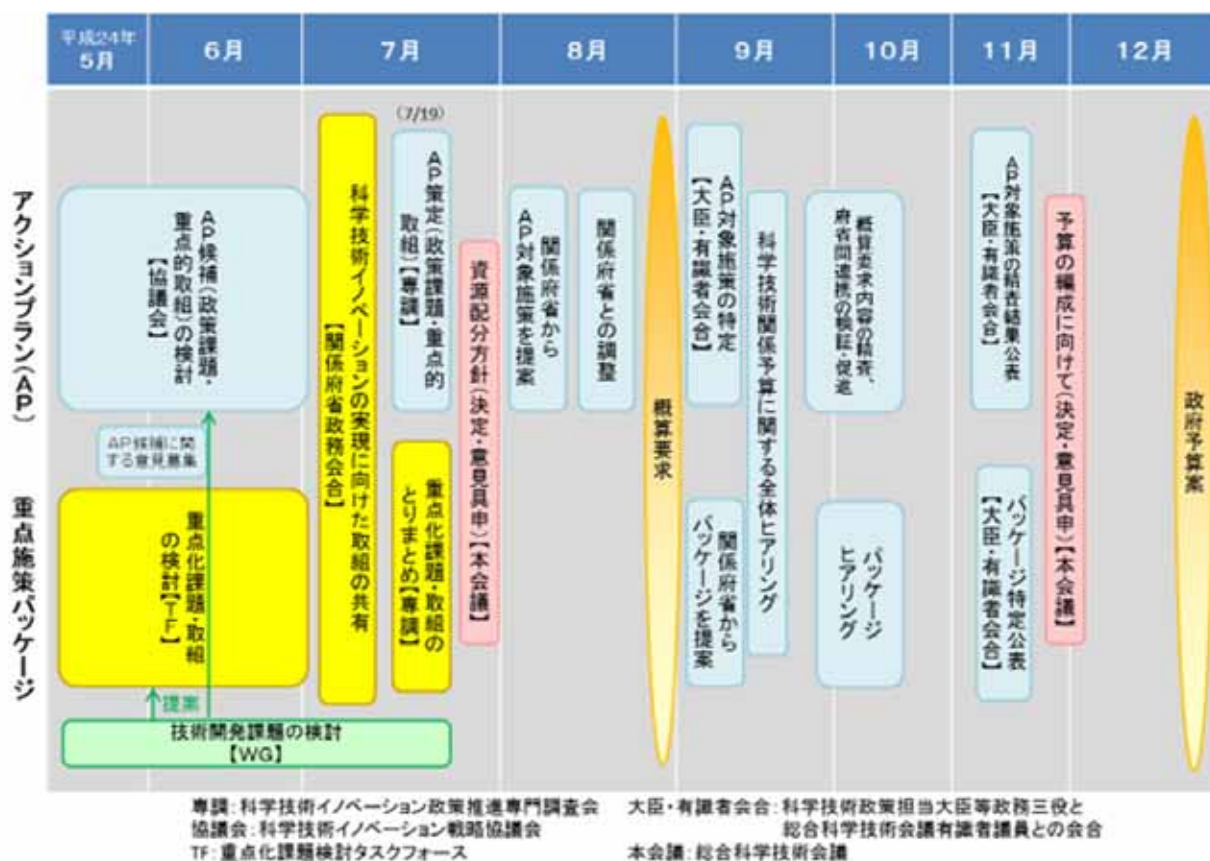 平成24年
5月
6月
7月
8月
9月
10月
11月
12月
アクションプラン(AP)
重点施策パッケージ
AP候補(政策課題・
重点的取組)の検討
【協議会】
AP候補に関
する意見募集
重点化課題・取組
の検討【TF】
提案
技術開発課題の検討
【WG】
科学技術イノベーションの実現に向けた取組の共有
【関係府省政務会合】
(7/19)
AP策定(政策課題・重点的
取組)【専調】
重点化課題・取組の
とりまとめ【専調】
資源配分方針(決定・意見具申)【本会議】
関係府省から
AP対象施策を提案
関係府省との調整
概算要求
AP対象施策の特定
【大臣・有識者会合】
関係府省から
パッケージを提案
科学技術関係予算に関する全体ヒアリング
概算要求内容の精査、
府省間連携の検証・促進
パッケージ
ヒアリング
AP対象施策の精査結果公表
【大臣・有識者会合】
パッケージ特定公表
【大臣・有識者会合】
予算の編成に向けて(決定・意見具申)【本会議】
政府予算案
専調:科学技術イノベーション政策推進専門調査会
協議会:科学技術イノベーション戦略協議会
TF:重点化課題検討タスクフォース
大臣・有識者会合:科学技術政策担当大臣等政務三役と
総合科学技術会議有識者議員との会合
本会議:総合科学技術会議